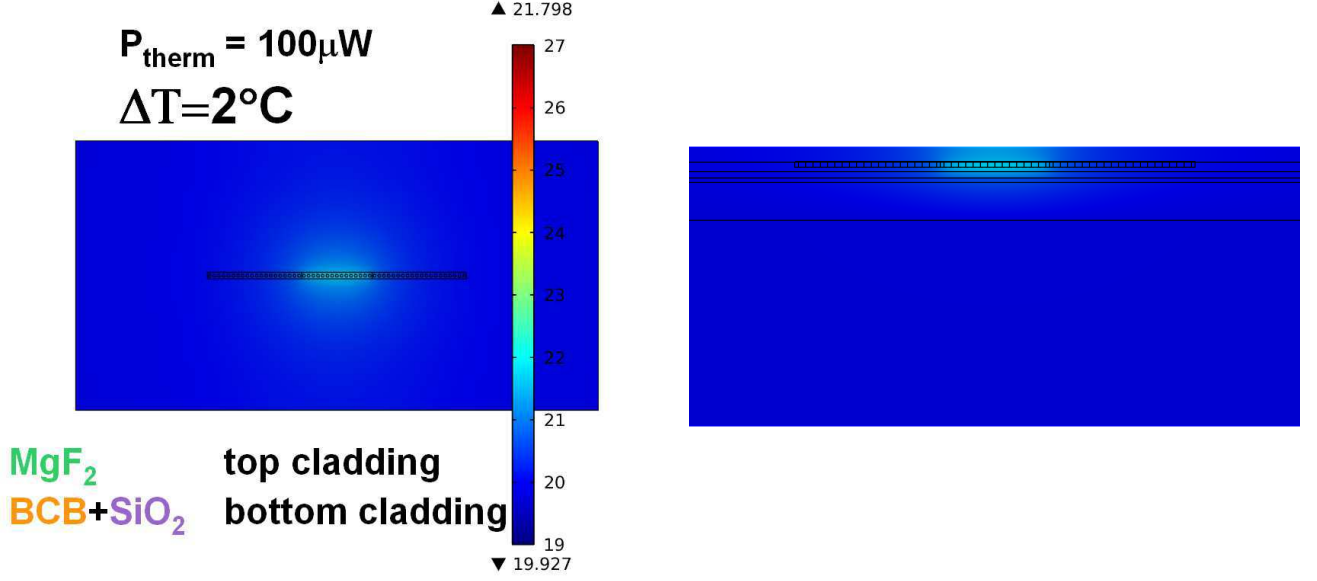 ▲ 21.798
P_therm = 100μW
ΔT=2°C
27
26
25
24
23
22
21
20
19
▼ 19.927
MgF₂ top cladding
BCB+SiO₂ bottom cladding